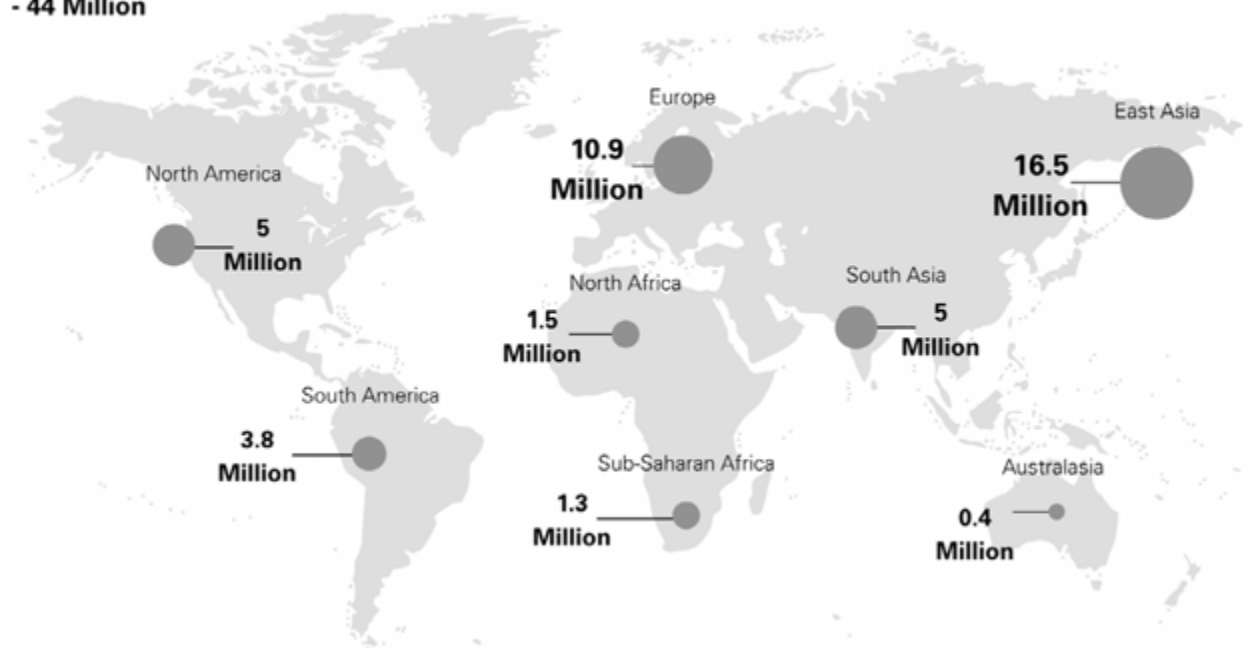 - 44 Million
Europe
10.9
Million
East Asia
16.5
Million
North America
5
Million
North Africa
1.5
Million
South Asia
5
Million
South America
3.8
Million
Sub-Saharan Africa
1.3
Million
Australasia
0.4
Million